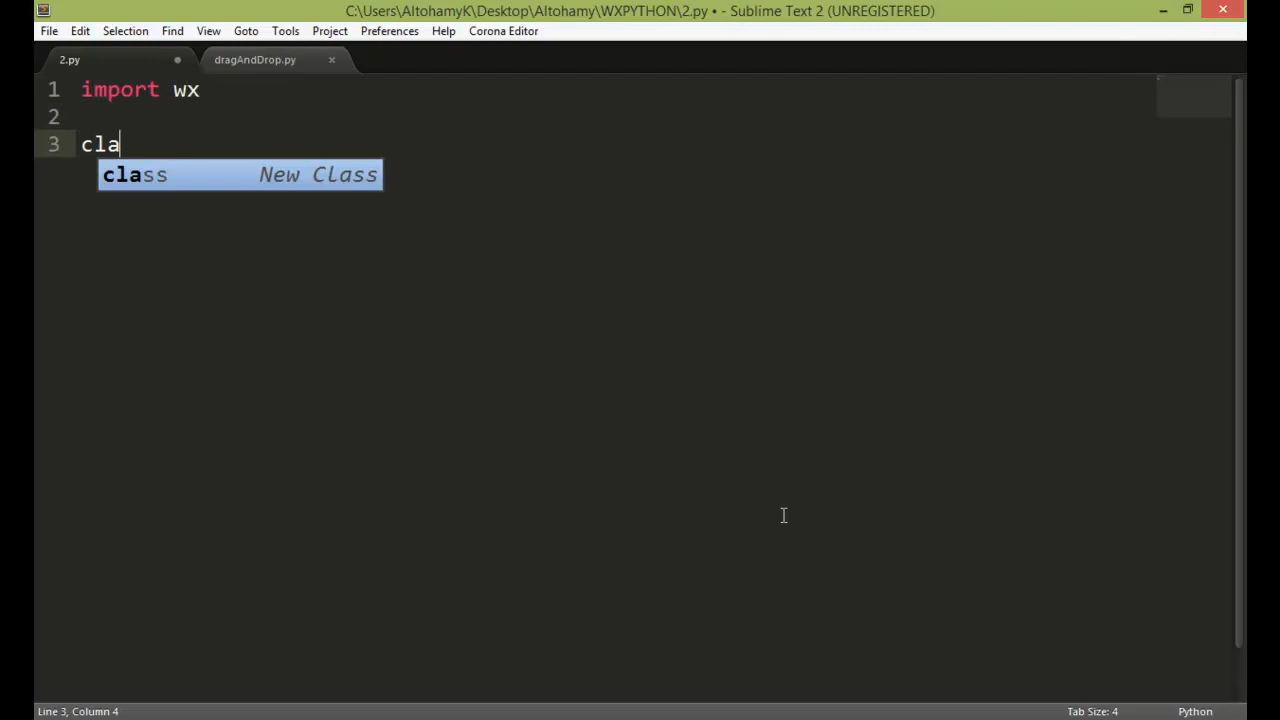 C:\Users\AltohamyK\Desktop\Altohamy\WXPYTHON\2.py • - Sublime Text 2 (UNREGISTERED)
File Edit Selection Find View Goto Tools Project Preferences Help Corona Editor
2.py dragAndDrop.py
1 import wx
2
3 cla
class New Class
Line 3, Column 4 Tab Size: 4 Python